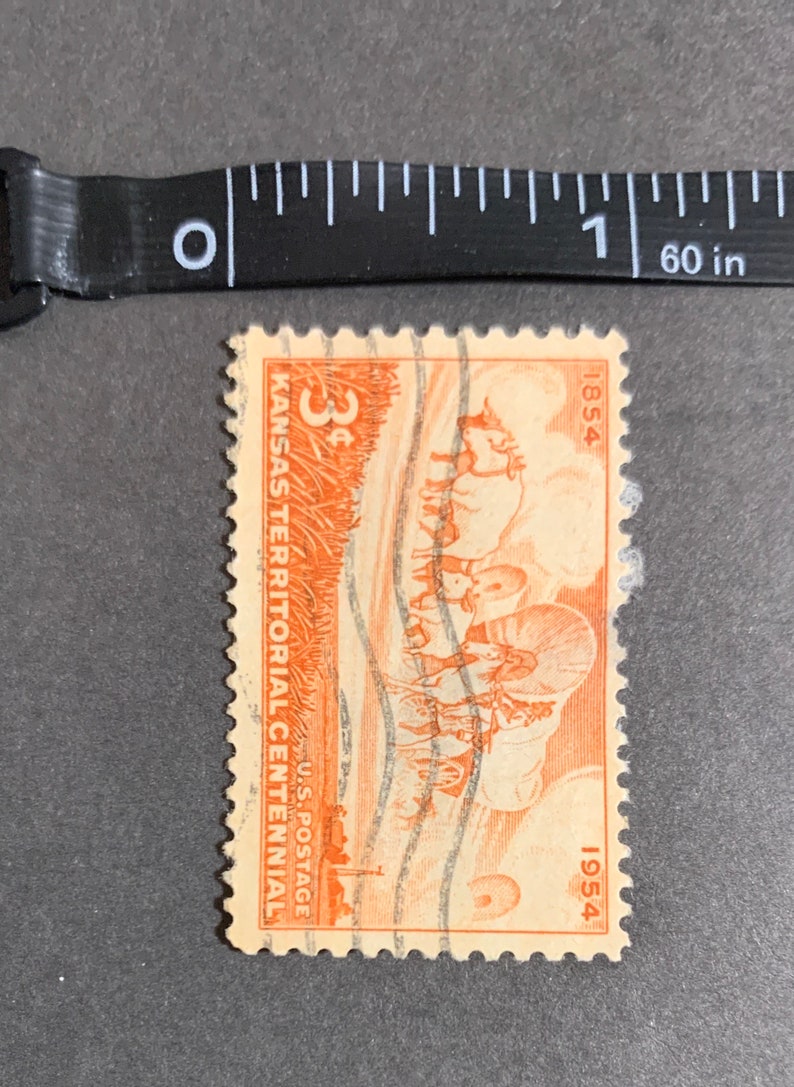 0
1
60 in
1854
1954
3¢
U.S. POSTAGE
KANSAS TERRITORIAL CENTENNIAL